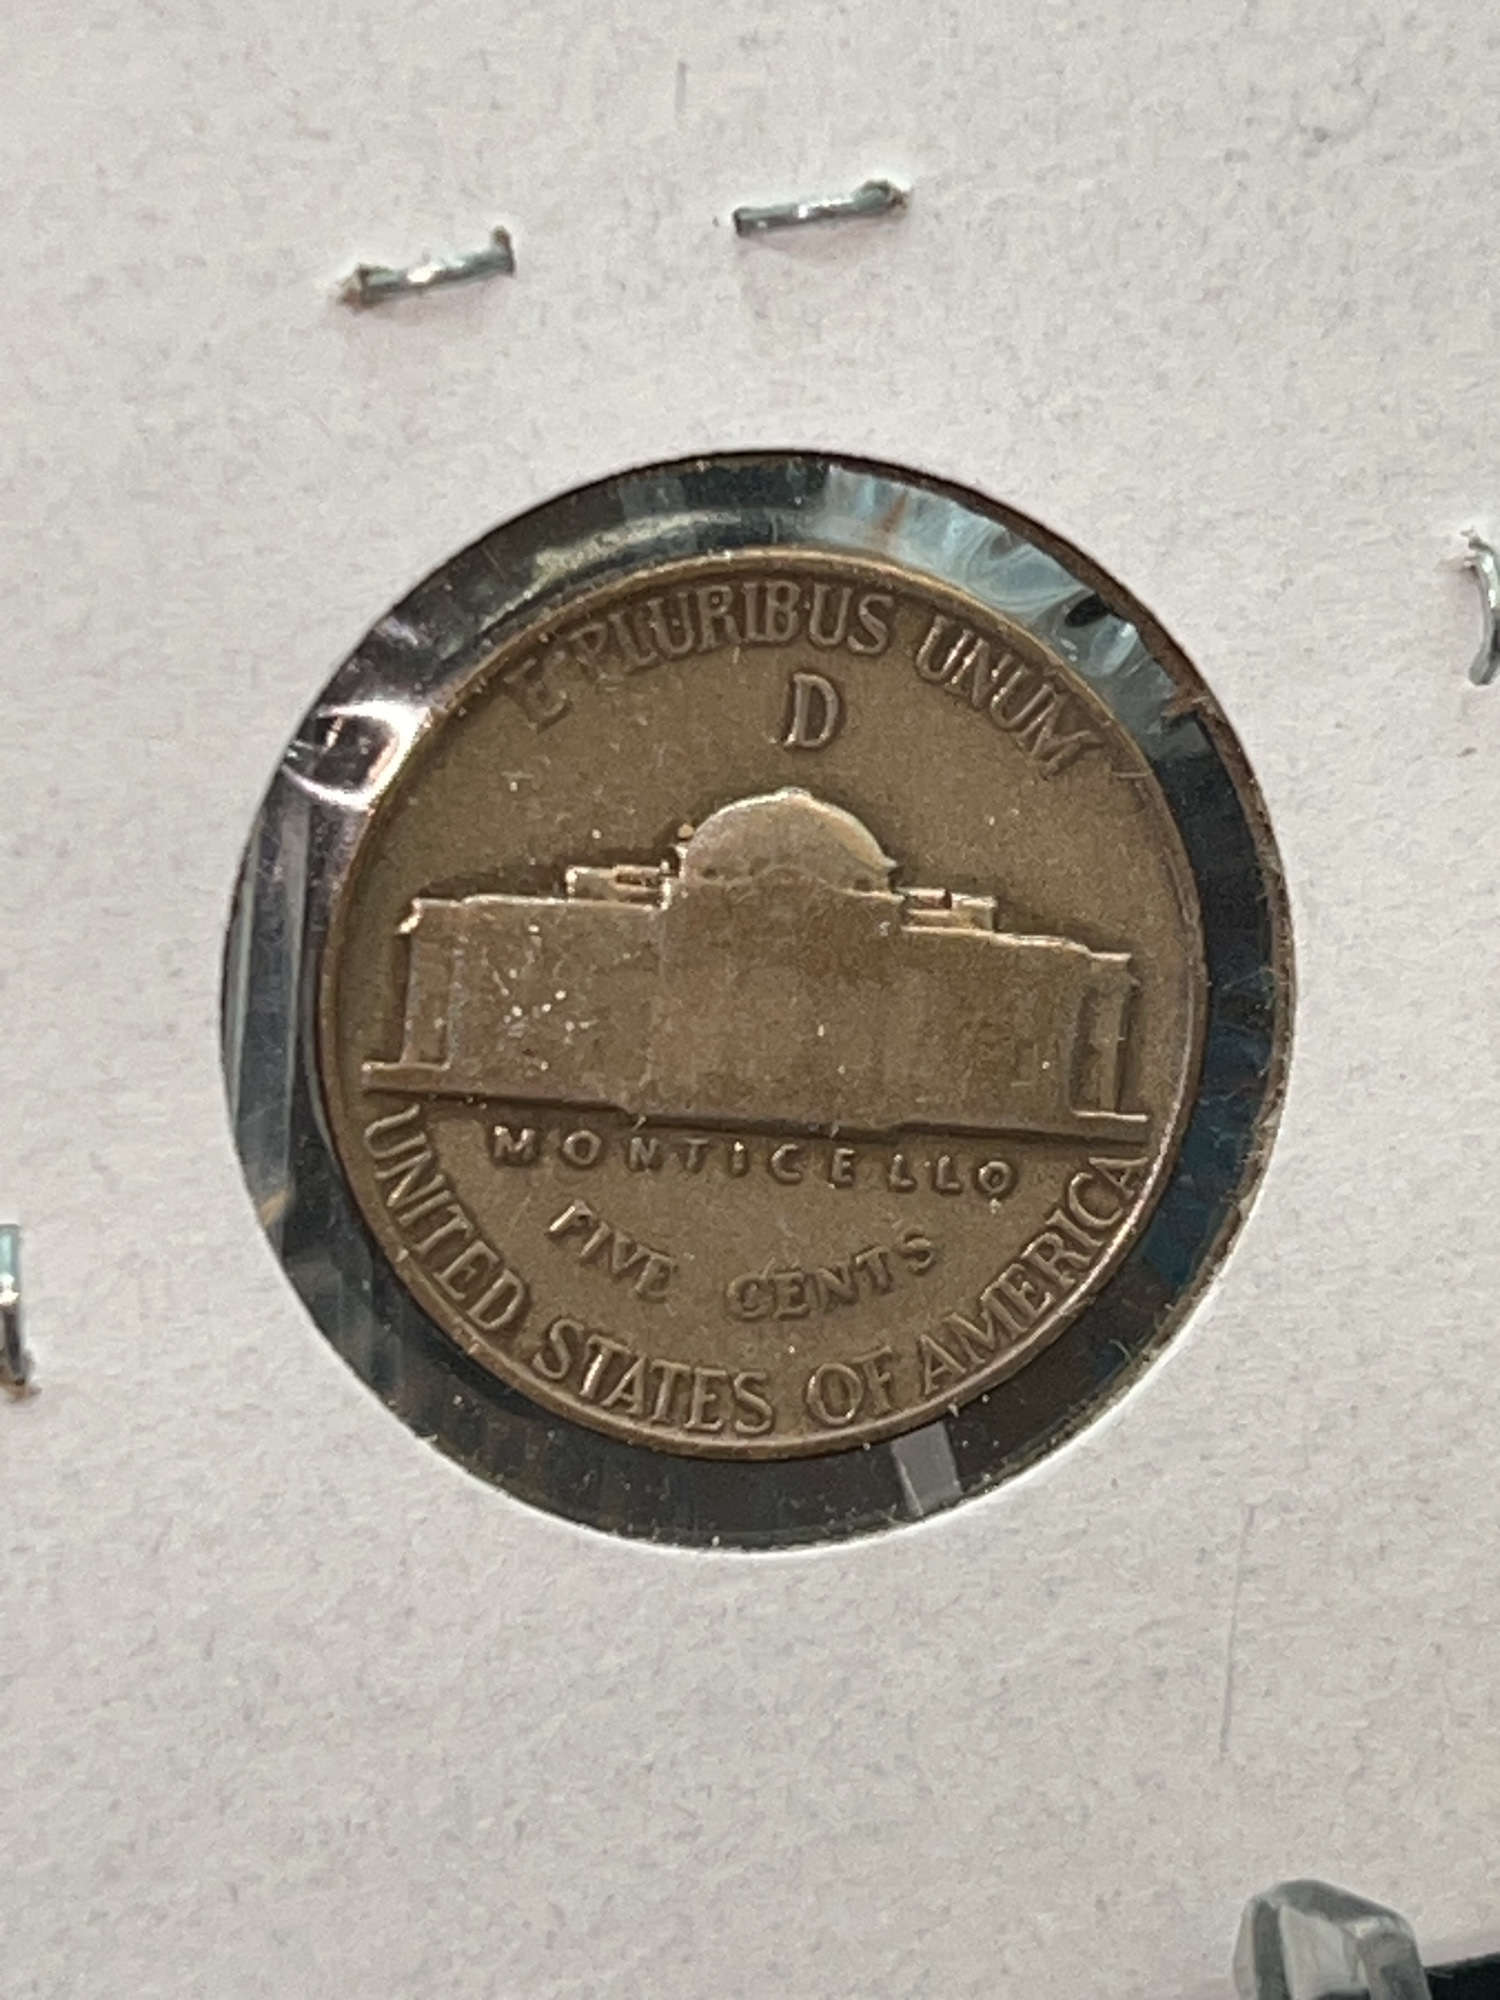 E·PLURIBUS UNUM
D
MONTICELLO
FIVE CENTS
UNITED STATES OF AMERICA